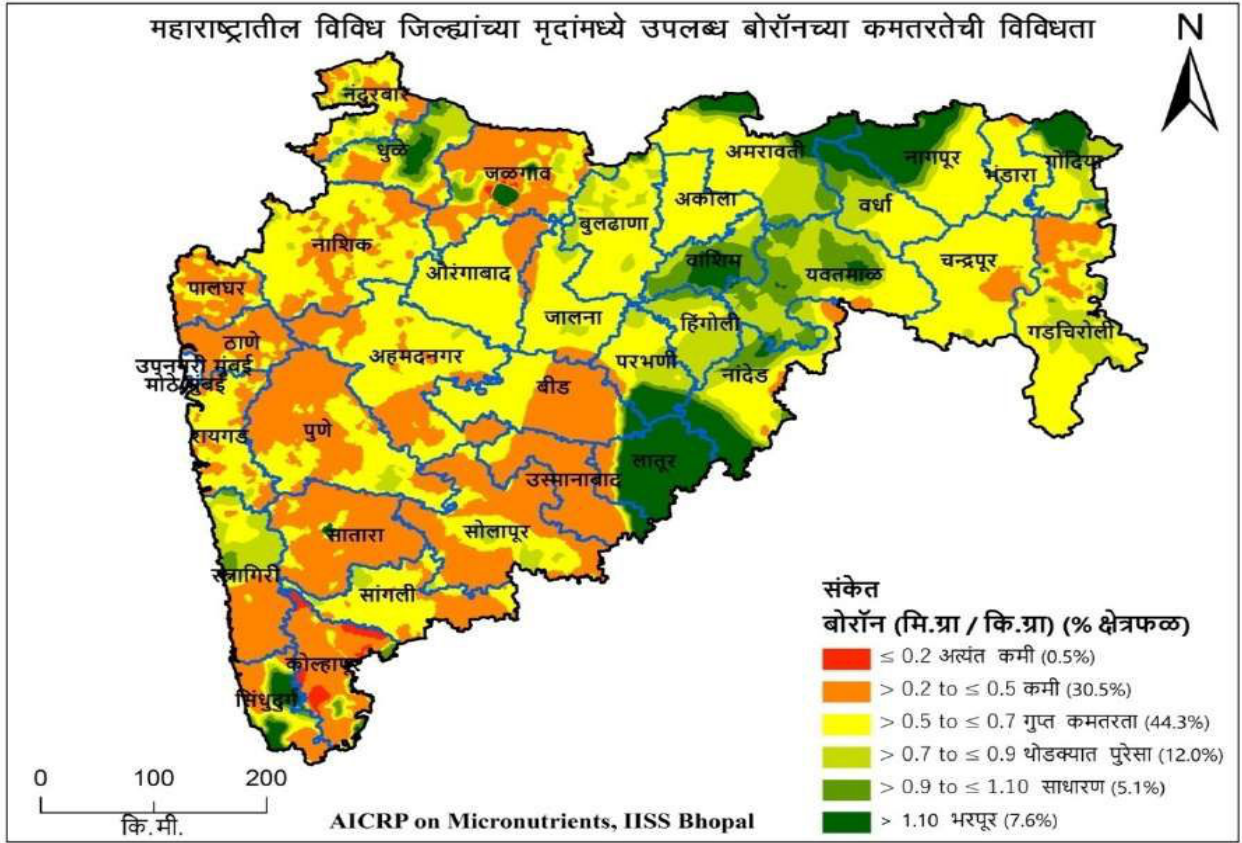 महाराष्ट्रातील विविध जिल्ह्यांच्या मृदांमध्ये उपलब्ध बोरॉनच्या कमतरतेची विविधता
N
नंदुरबार
धुळे
जळगाव
अमरावती
नागपूर
भंडारा
गोंदिया
अकोला
वर्धा
बुलढाणा
नाशिक
औरंगाबाद
वाशिम
यवतमाळ
चन्द्रपूर
पालघर
जालना
हिंगोली
गडचिरोली
ठाणे
अहमदनगर
परभणी
उपनगरी मुंबई
मोठे मुंबई
बीड
नांदेड
रायगड
पुणे
लातूर
उस्मानाबाद
सातारा
सोलापूर
रत्नागिरी
सांगली
कोल्हापूर
सिंधुदुर्ग
संकेत
बोरॉन (मि.ग्रा / कि.ग्रा) (% क्षेत्रफळ)
≤ 0.2 अत्यंत कमी (0.5%)
> 0.2 to ≤ 0.5 कमी (30.5%)
> 0.5 to ≤ 0.7 गुप्त कमतरता (44.3%)
> 0.7 to ≤ 0.9 थोडक्यात पुरेसा (12.0%)
> 0.9 to ≤ 1.10 साधारण (5.1%)
> 1.10 भरपूर (7.6%)
0 100 200
कि.मी.
AICRP on Micronutrients, IISS Bhopal